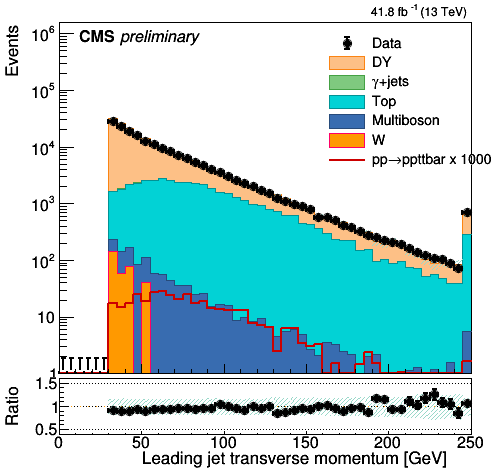 41.8 fb⁻¹ (13 TeV)
CMS preliminary
Events
10⁶
10⁵
10⁴
10³
10²
10
1
Data
DY
γ+jets
Top
Multiboson
W
pp→ppttbar x 1000
Ratio
1.5
1
0.5
0 50 100 150 200 250
Leading jet transverse momentum [GeV]